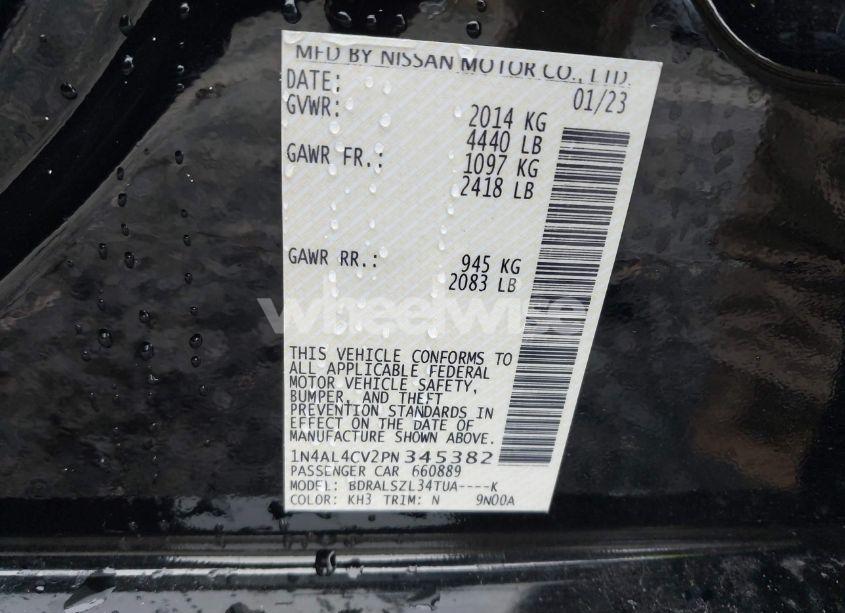 MFD BY NISSAN MOTOR CO., LTD.
DATE: 01/23
GVWR: 2014 KG
4440 LB
GAWR FR.: 1097 KG
2418 LB
GAWR RR.: 945 KG
2083 LB
wheelwise
THIS VEHICLE CONFORMS TO
ALL APPLICABLE FEDERAL
MOTOR VEHICLE SAFETY,
BUMPER, AND THEFT
PREVENTION STANDARDS IN
EFFECT ON THE DATE OF
MANUFACTURE SHOWN ABOVE.
1N4AL4CV2PN345382
PASSENGER CAR 660889
MODEL: BDRALSZL34TUA----K
COLOR: KH3 TRIM: N 9N00A